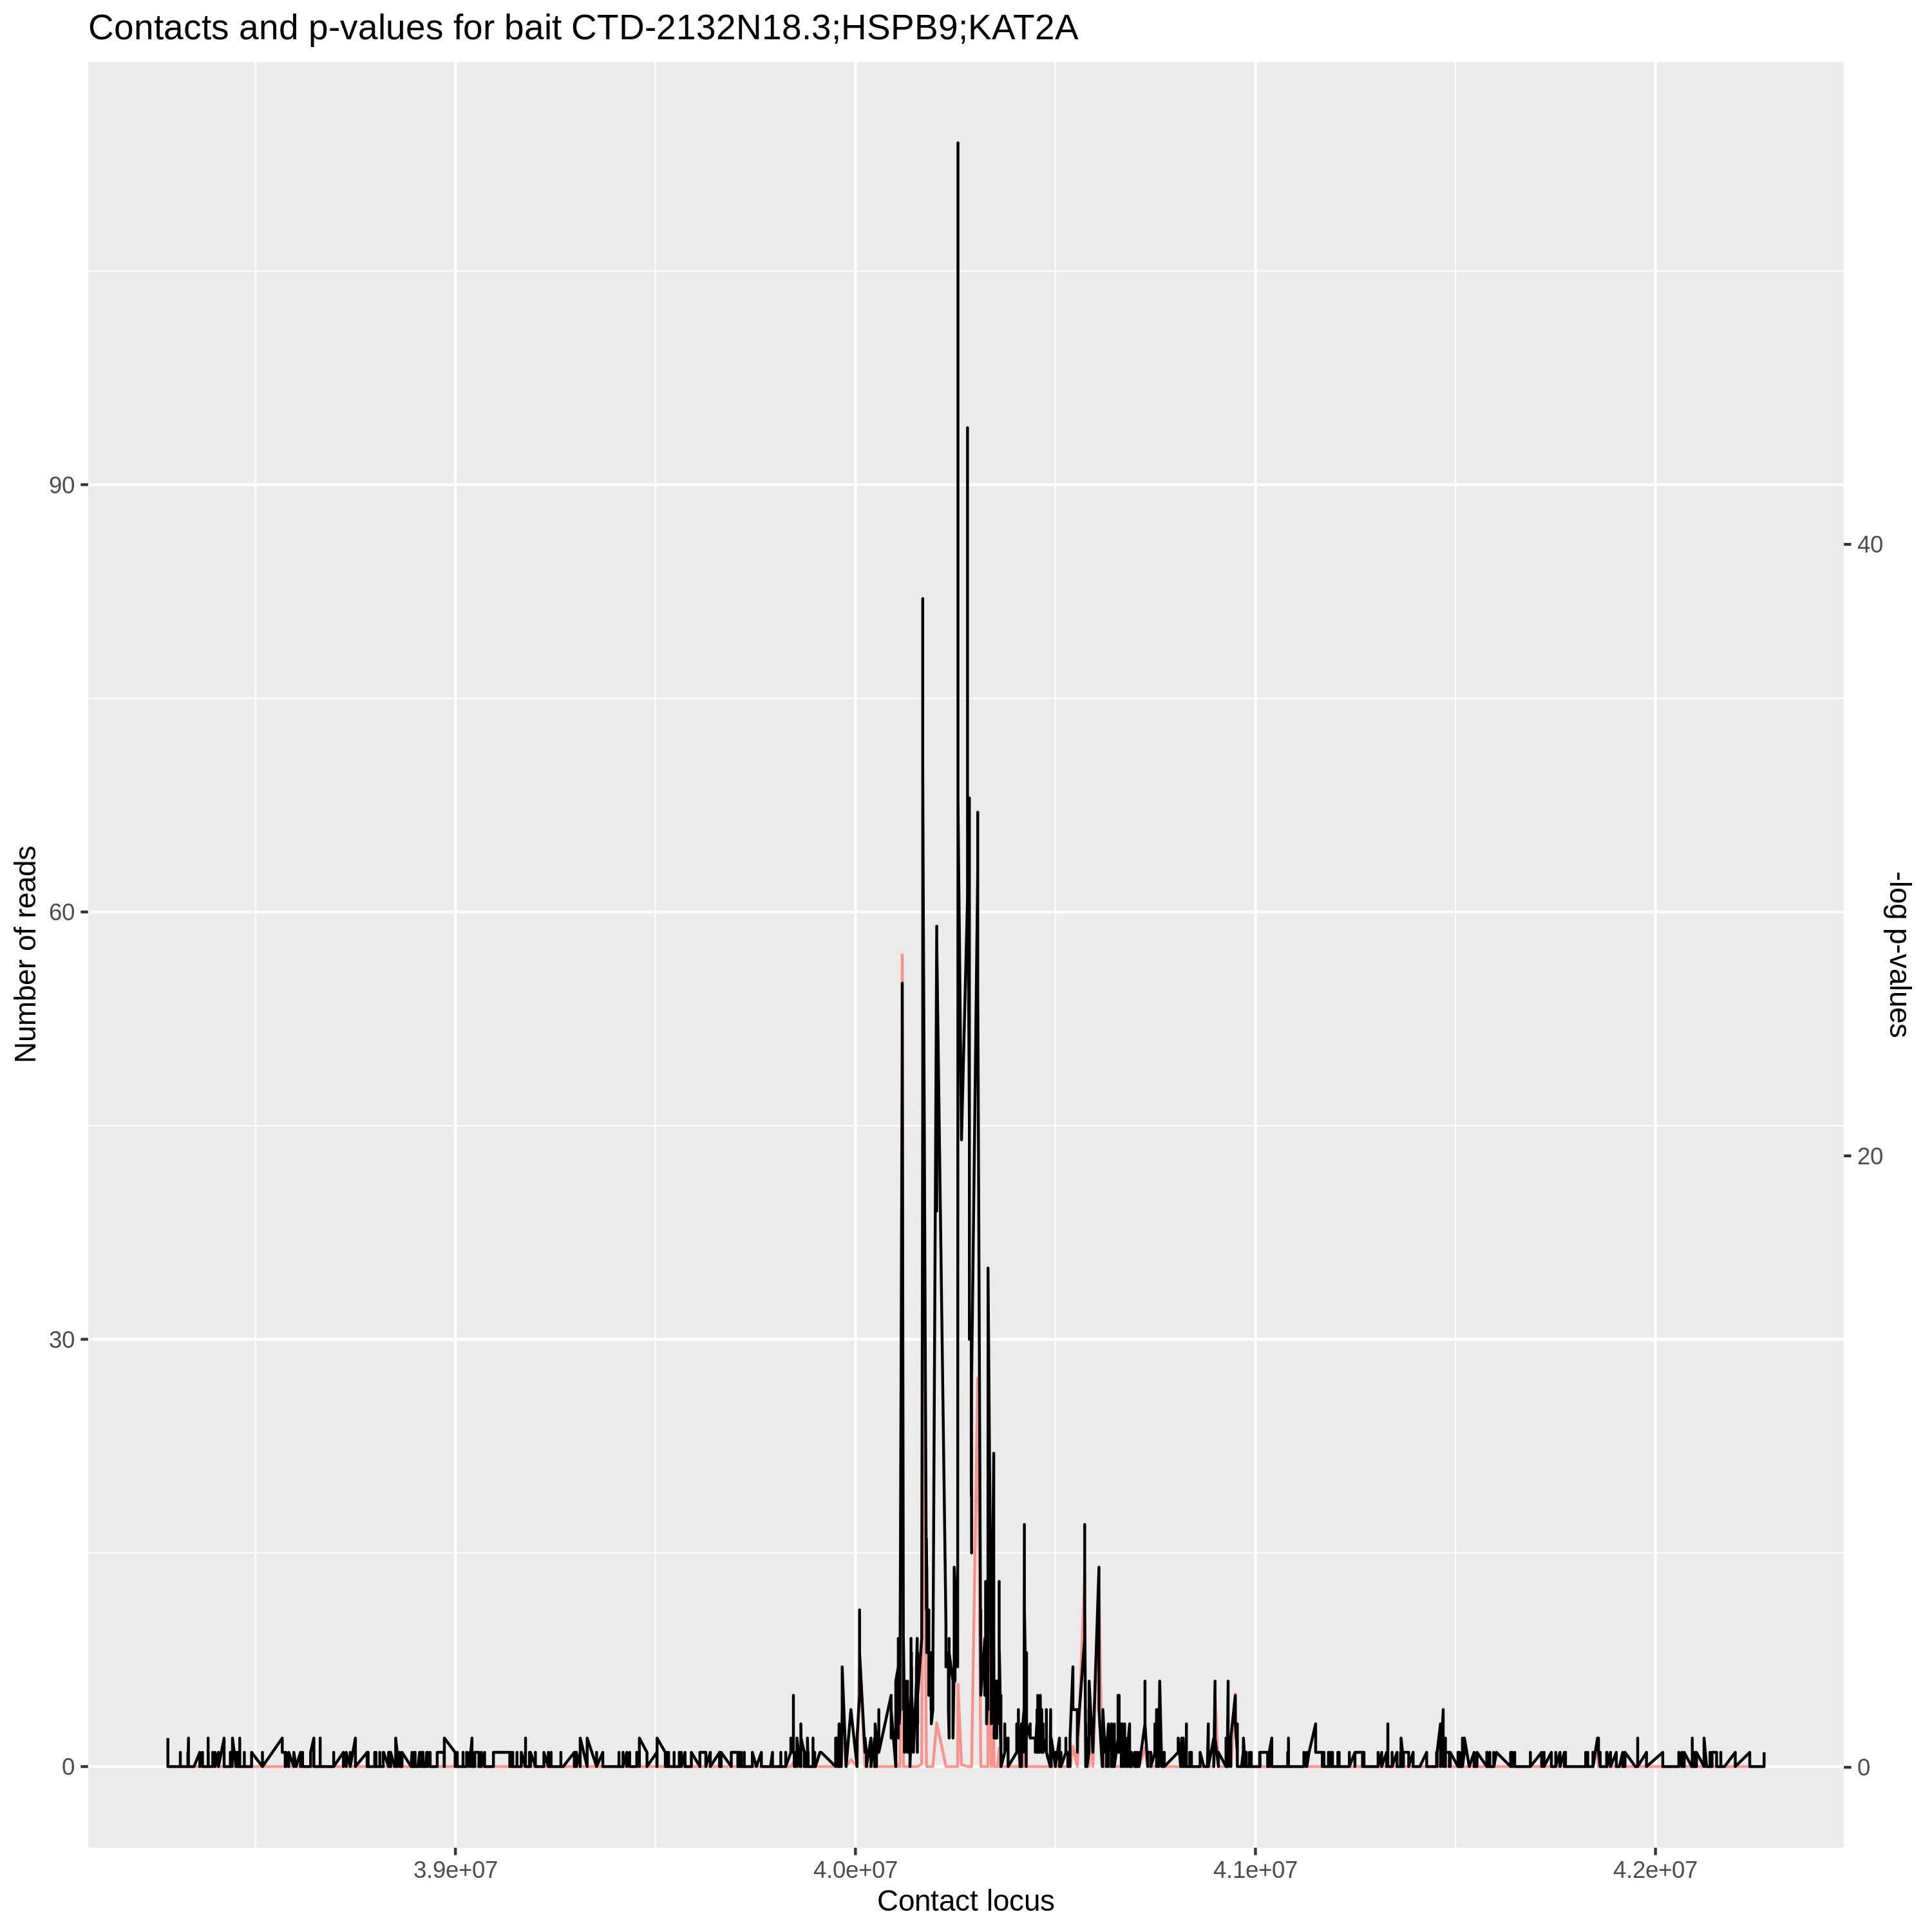 Contacts and p-values for bait CTD-2132N18.3;HSPB9;KAT2A
Number of reads
90
60
30
0
40
20
0
-log p-values
3.9e+07
4.0e+07
4.1e+07
4.2e+07
Contact locus